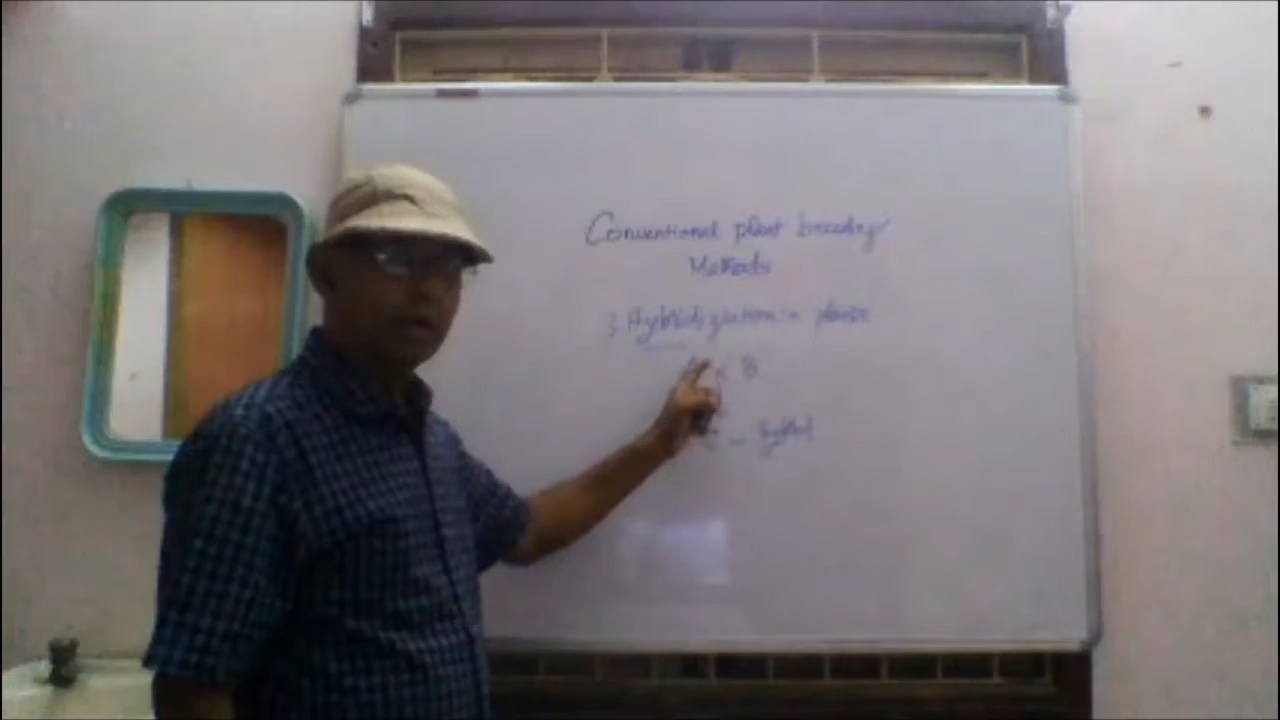 Conventional plant breeding
Methods
3 Hybridization in plants
A × B
- Hybrid